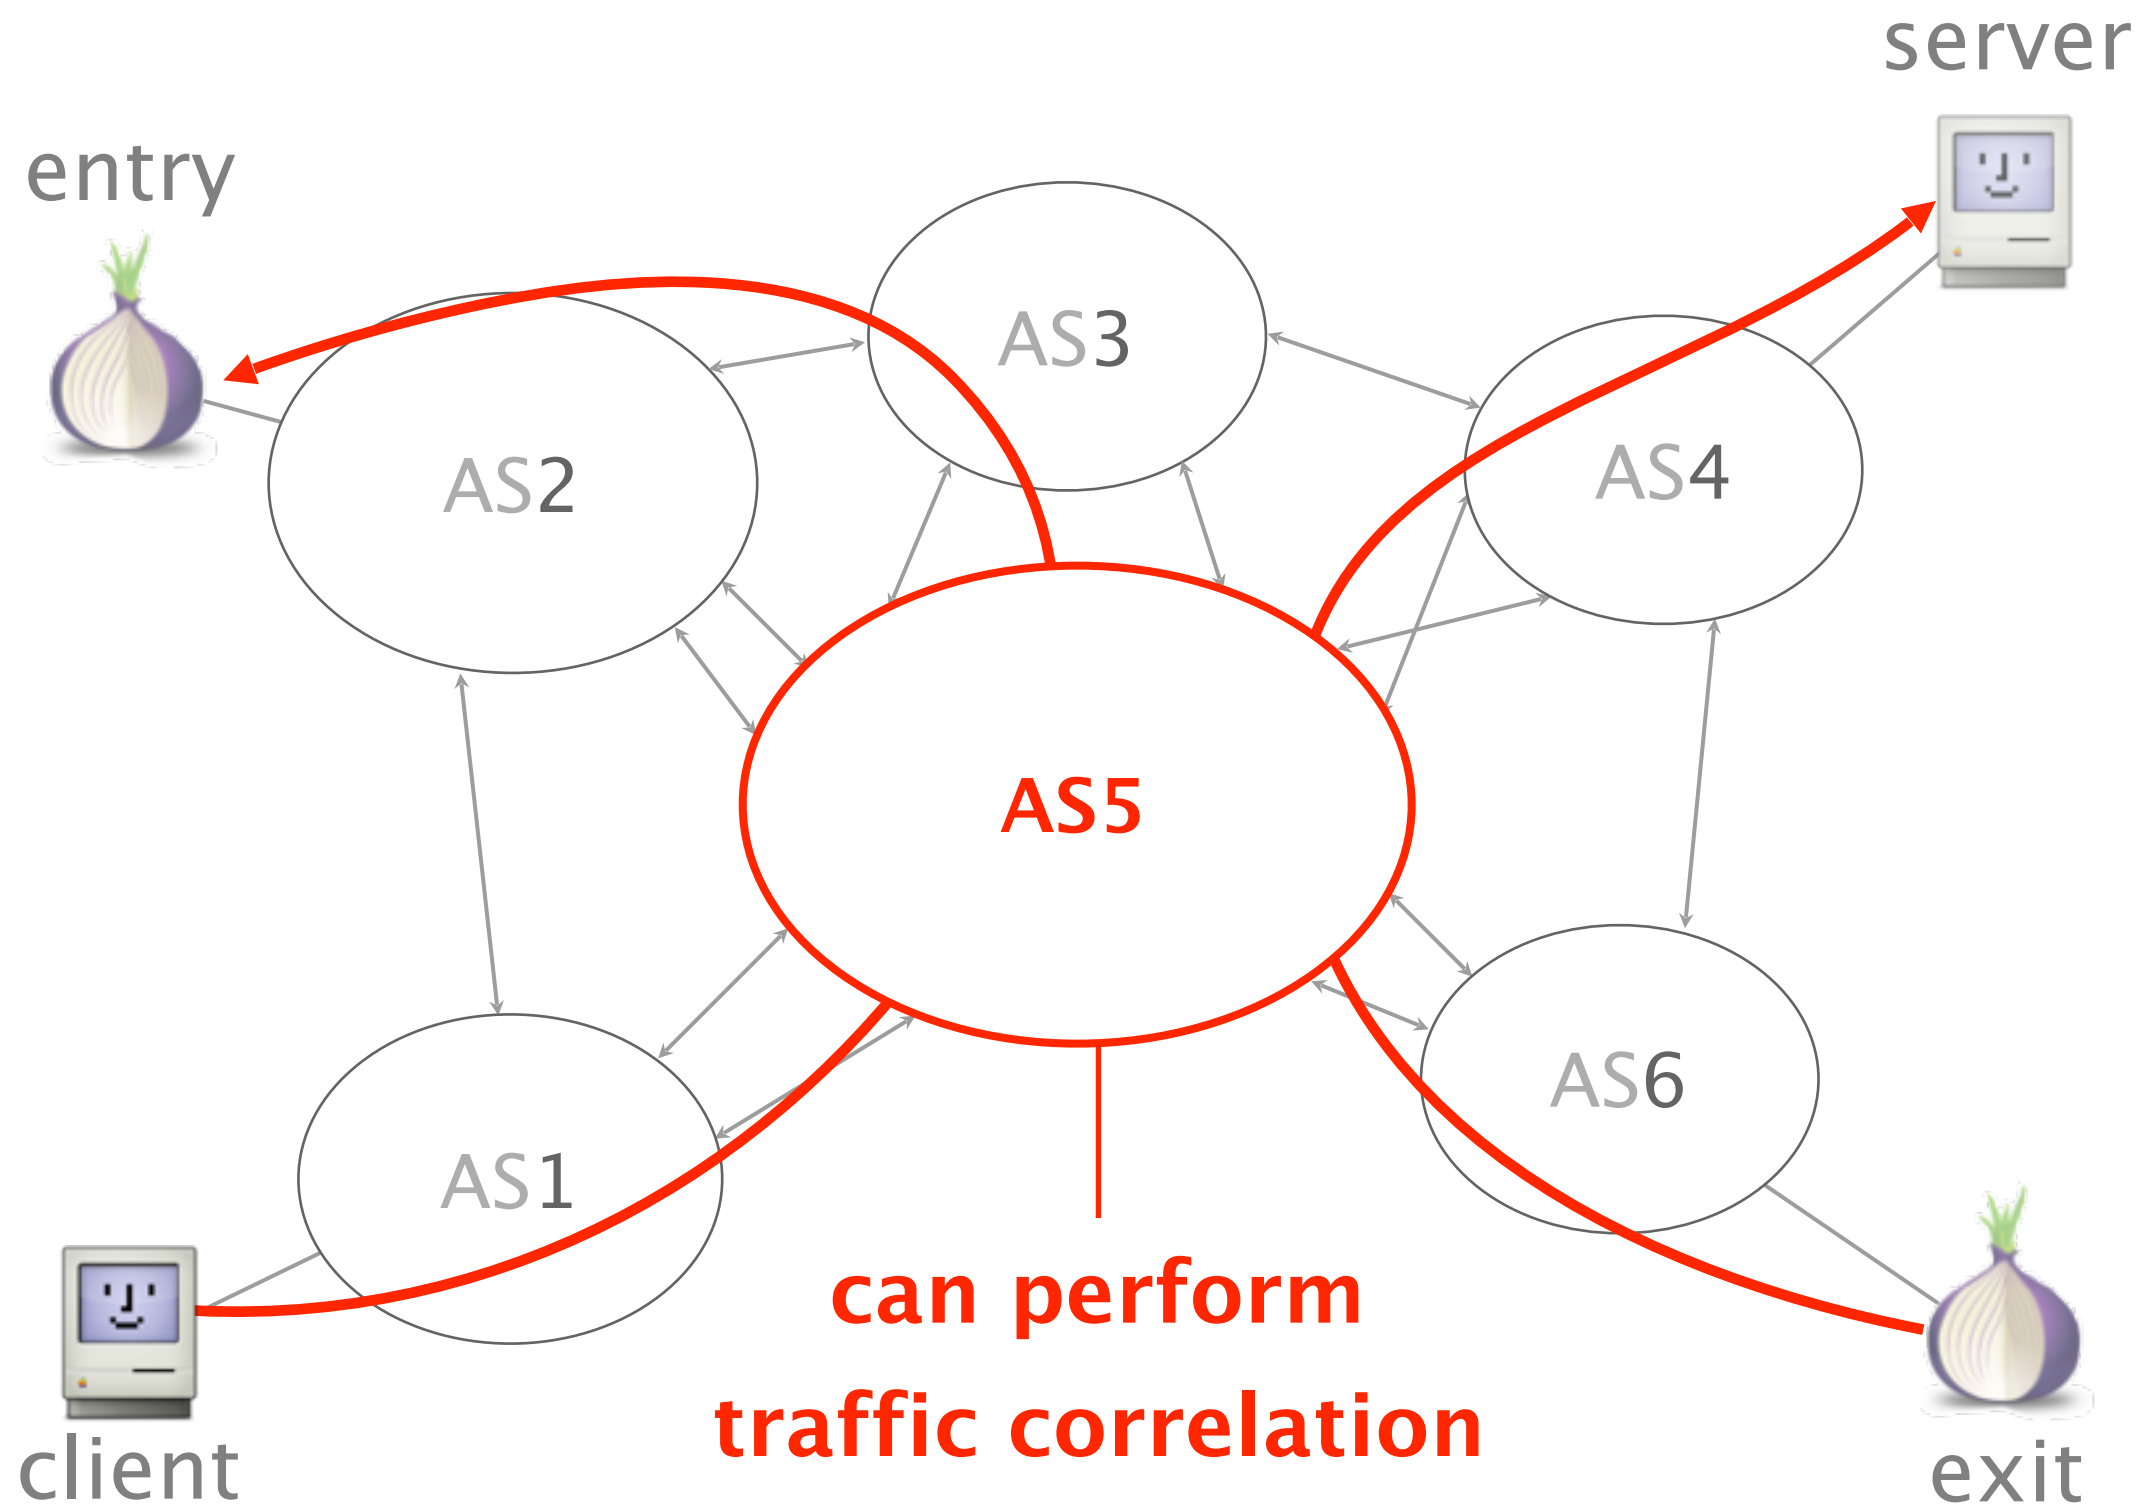 server
entry
AS3
AS4
AS2
AS5
AS6
AS1
can perform
traffic correlation
client
exit